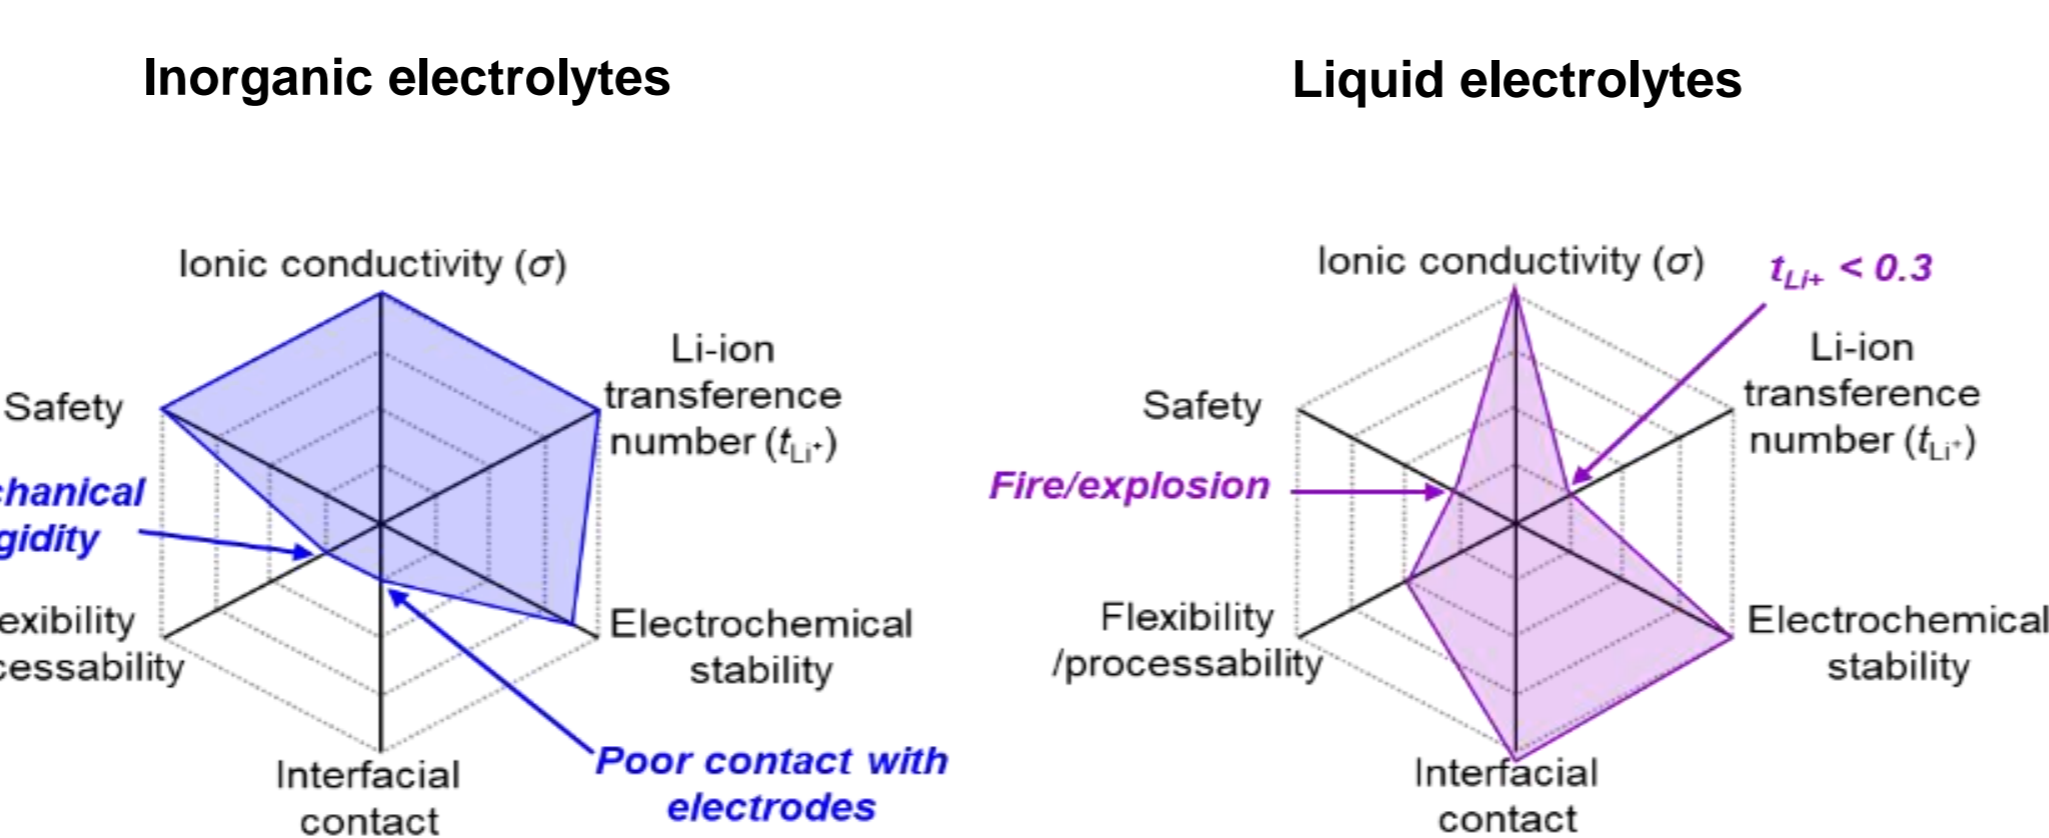 Inorganic electrolytes
Ionic conductivity (σ)
Li-ion
transference
number (tLi+)
Safety
chanical
gidity
exibility
cessability
Electrochemical
stability
Interfacial
contact
Poor contact with
electrodes
Liquid electrolytes
Ionic conductivity (σ)
tLi+ < 0.3
Li-ion
transference
number (tLi+)
Safety
Fire/explosion
Flexibility
/processability
Electrochemical
stability
Interfacial
contact